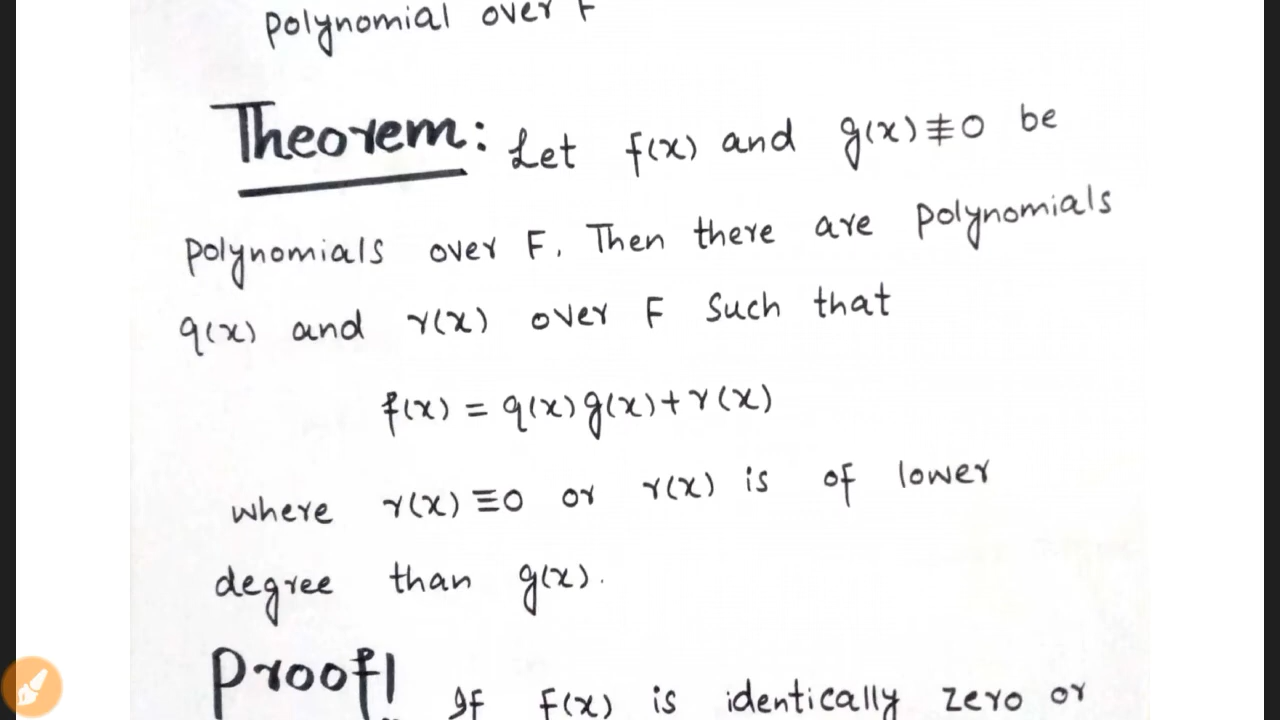 polynomial over F
Theorem: Let f(x) and g(x)≢0 be
polynomials over F. Then there are polynomials
q(x) and r(x) over F Such that
f(x) = q(x)g(x)+r(x)
where r(x)≡0 or r(x) is of lower
degree than g(x).
Proof! If f(x) is identically zero or